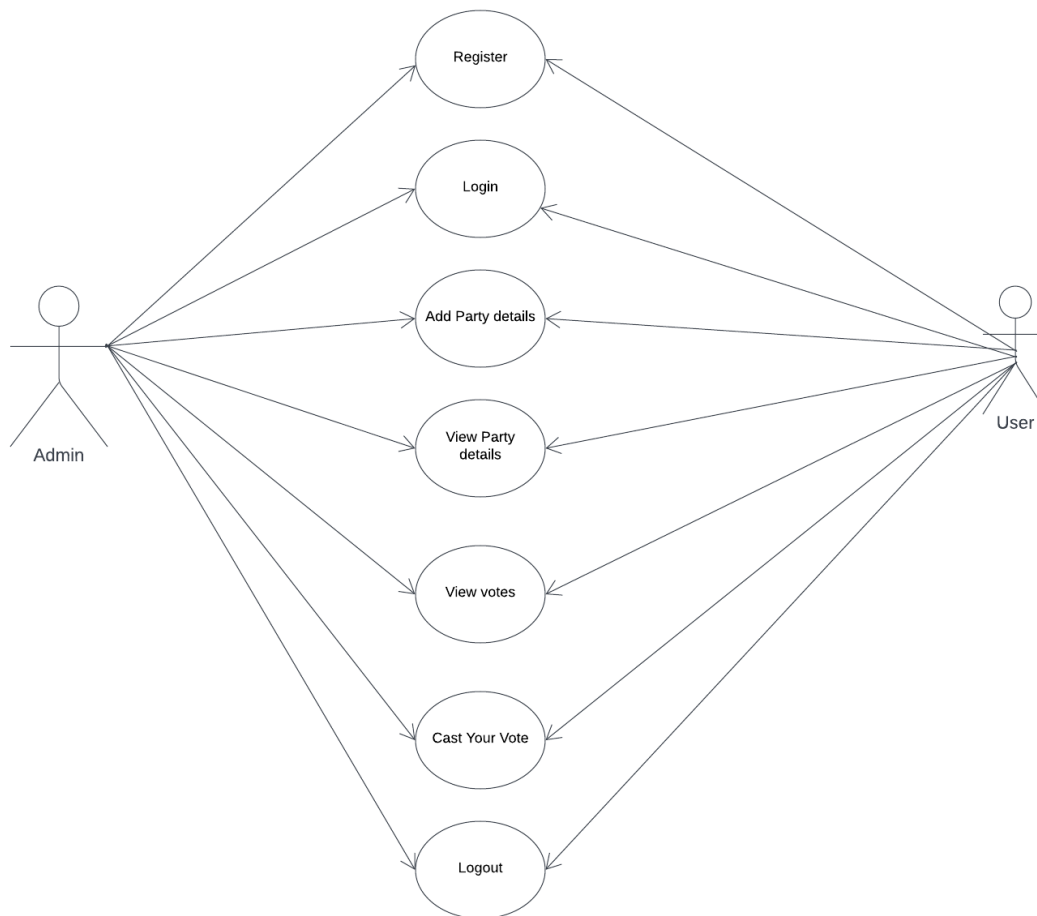 Register
Login
Add Party details
View Party
details
Admin
User
View votes
Cast Your Vote
Logout